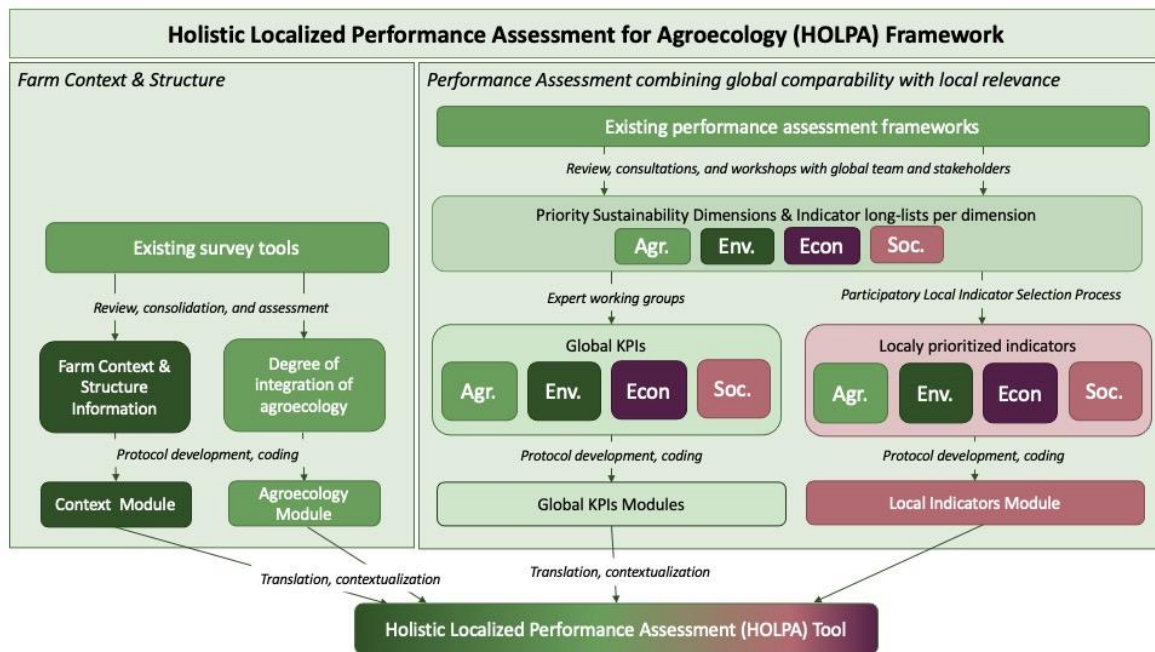 Holistic Localized Performance Assessment for Agroecology (HOLPA) Framework
Farm Context & Structure
Existing survey tools
Review, consolidation, and assessment
Farm Context &
Structure
Information
Degree of
integration of
agroecology
Protocol development, coding
Context Module
Agroecology
Module
Performance Assessment combining global comparability with local relevance
Existing performance assessment frameworks
Review, consultations, and workshops with global team and stakeholders
Priority Sustainability Dimensions & Indicator long-lists per dimension
Agr. Env. Econ Soc.
Expert working groups
Participatory Local Indicator Selection Process
Global KPIs
Agr. Env. Econ Soc.
Localy prioritized indicators
Agr. Env. Econ Soc.
Protocol development, coding
Protocol development, coding
Global KPIs Modules
Local Indicators Module
Translation, contextualization
Translation, contextualization
Holistic Localized Performance Assessment (HOLPA) Tool